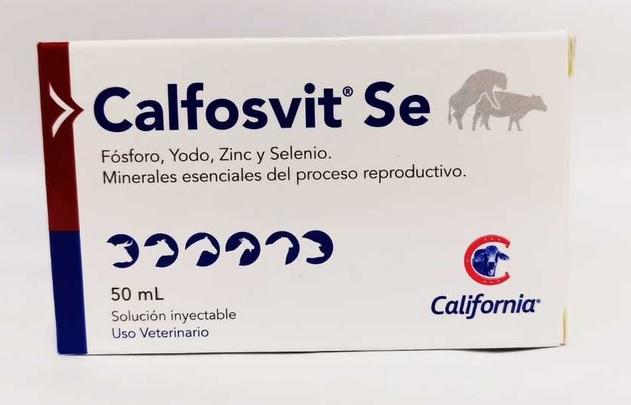 Calfosvit® Se
Fósforo, Yodo, Zinc y Selenio.
Minerales esenciales del proceso reproductivo.
50 mL
Solución inyectable
Uso Veterinario
California®